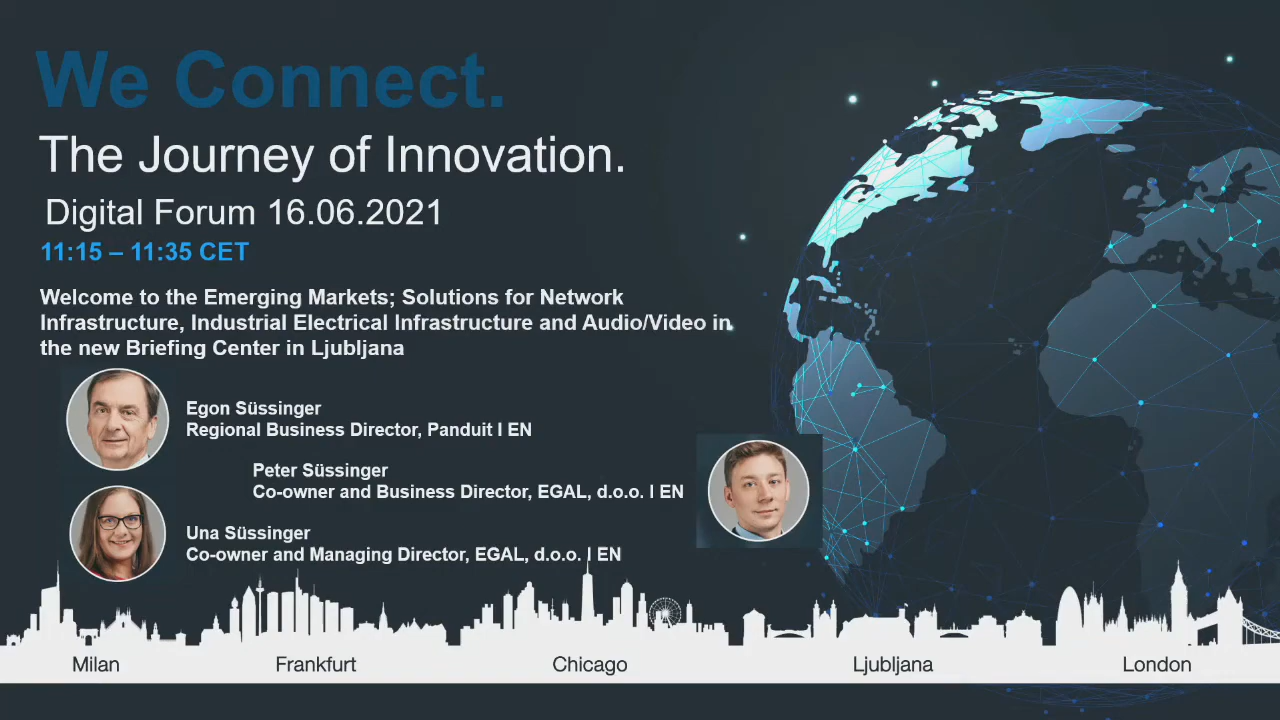 We Connect.
The Journey of Innovation.
Digital Forum 16.06.2021
11:15 – 11:35 CET
Welcome to the Emerging Markets; Solutions for Network
Infrastructure, Industrial Electrical Infrastructure and Audio/Video in
the new Briefing Center in Ljubljana
Egon Süssinger
Regional Business Director, Panduit I EN
Peter Süssinger
Co-owner and Business Director, EGAL, d.o.o. I EN
Una Süssinger
Co-owner and Managing Director, EGAL, d.o.o. I EN
Milan
Frankfurt
Chicago
Ljubljana
London